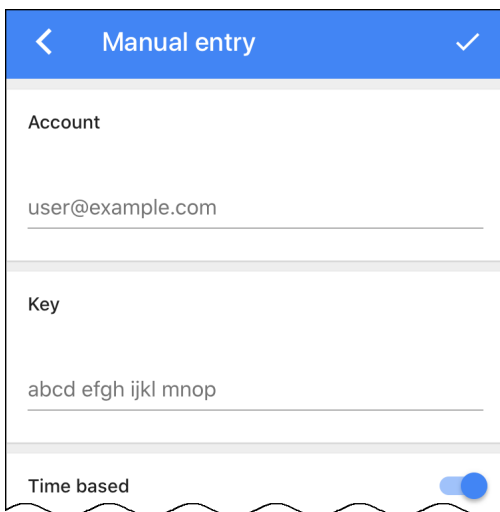 Manual entry
Account
user@example.com
Key
abcd efgh ijkl mnop
Time based